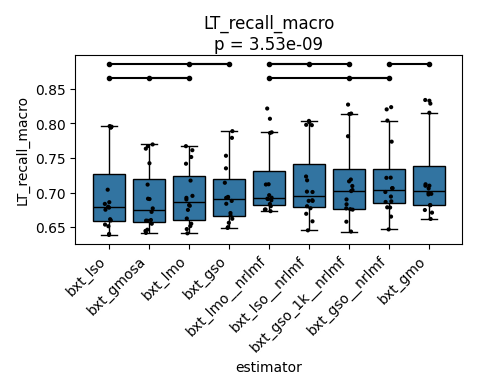 LT_recall_macro
p = 3.53e-09
LT_recall_macro
0.85
0.80
0.75
0.70
0.65
bxt_lso
bxt_gmosa
bxt_lmo
bxt_gso
bxt_lmo__nrlmf
bxt_lso__nrlmf
bxt_gso_1k__nrlmf
bxt_gso__nrlmf
bxt_gmo
estimator